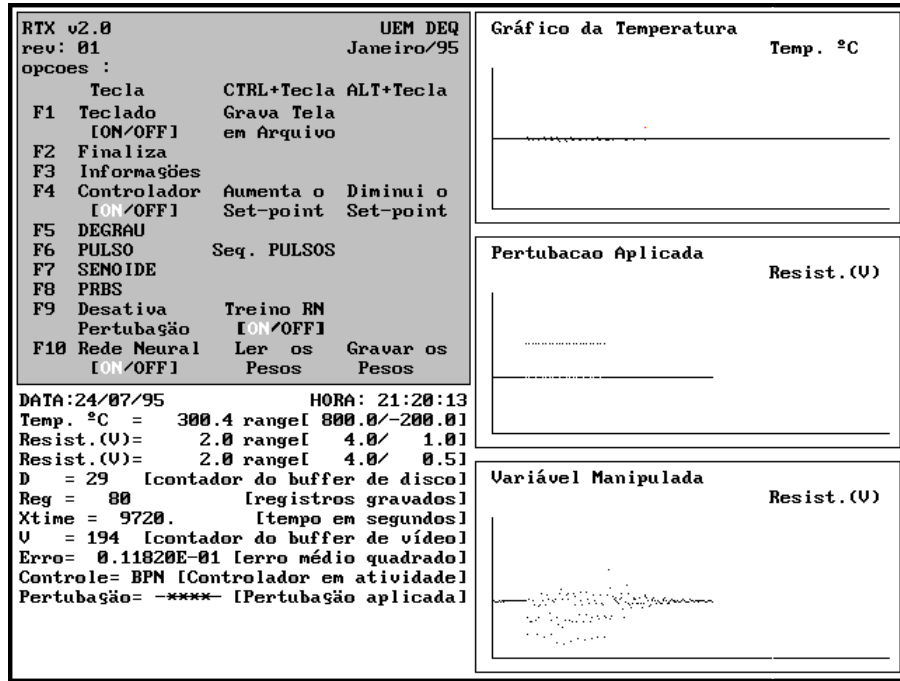 RTX v2.0 UEM DEQ
rev: 01 Janeiro/95
opcoes :
Tecla CTRL+Tecla ALT+Tecla
F1 Teclado Grava Tela
[ON/OFF] em Arquivo
F2 Finaliza
F3 Informações
F4 Controlador Aumenta o Diminui o
[ON/OFF] Set-point Set-point
F5 DEGRAU
F6 PULSO Seq. PULSOS
F7 SENOIDE
F8 PRBS
F9 Desativa Treino RN
Pertubação [ON/OFF]
F10 Rede Neural Ler os Gravar os
[ON/OFF] Pesos Pesos
DATA:24/07/95 HORA: 21:20:13
Temp. ºC = 300.4 range[ 800.0/-200.0]
Resist.(V)= 2.0 range[ 4.0/ 1.0]
Resist.(V)= 2.0 range[ 4.0/ 0.5]
D = 29 [contador do buffer de disco]
Reg = 80 [registros gravados]
Xtime = 9720. [tempo em segundos]
V = 194 [contador do buffer de vídeo]
Erro= 0.11820E-01 [erro médio quadrado]
Controle= BPN [Controlador em atividade]
Pertubação= -****- [Pertubação aplicada]
Gráfico da Temperatura
Temp. ºC
Pertubacao Aplicada
Resist.(V)
Variável Manipulada
Resist.(V)